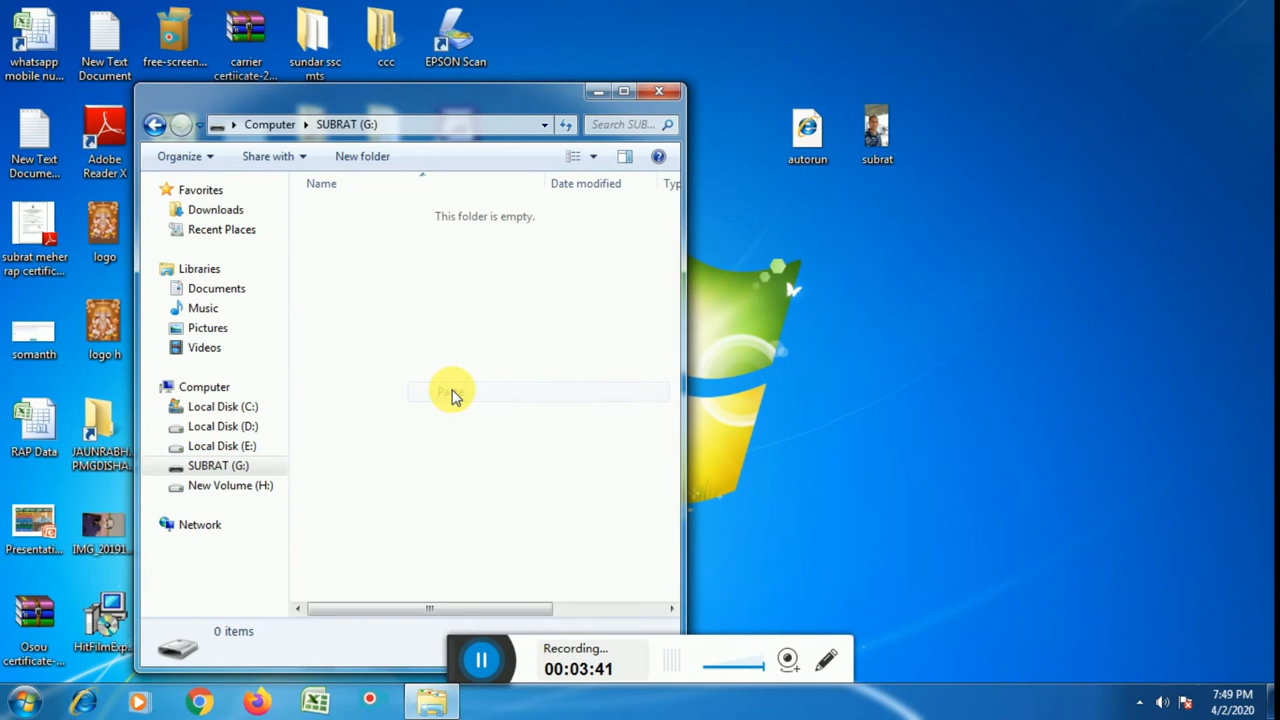 whatsapp
mobile nu...
New Text
Document
free-screen...
carrier
certiicate-2...
sundar ssc
mts
ccc
EPSON Scan
New Text
Docume...
Adobe
Reader X
autorun
subrat
subrat meher
rap certific...
logo
somanth
logo h
RAP Data
JAUNRABH
PMGDISHA
Presentati...
IMG_20191
Osou
certificate-...
HitFilmExp
Computer
SUBRAT (G:)
Search SUB...
Organize
Share with
New folder
Name
Date modified
Typ
This folder is empty.
Favorites
Downloads
Recent Places
Libraries
Documents
Music
Pictures
Videos
Computer
Local Disk (C:)
Local Disk (D:)
Local Disk (E:)
SUBRAT (G:)
New Volume (H:)
Network
0 items
Recording...
00:03:41
7:49 PM
4/2/2020